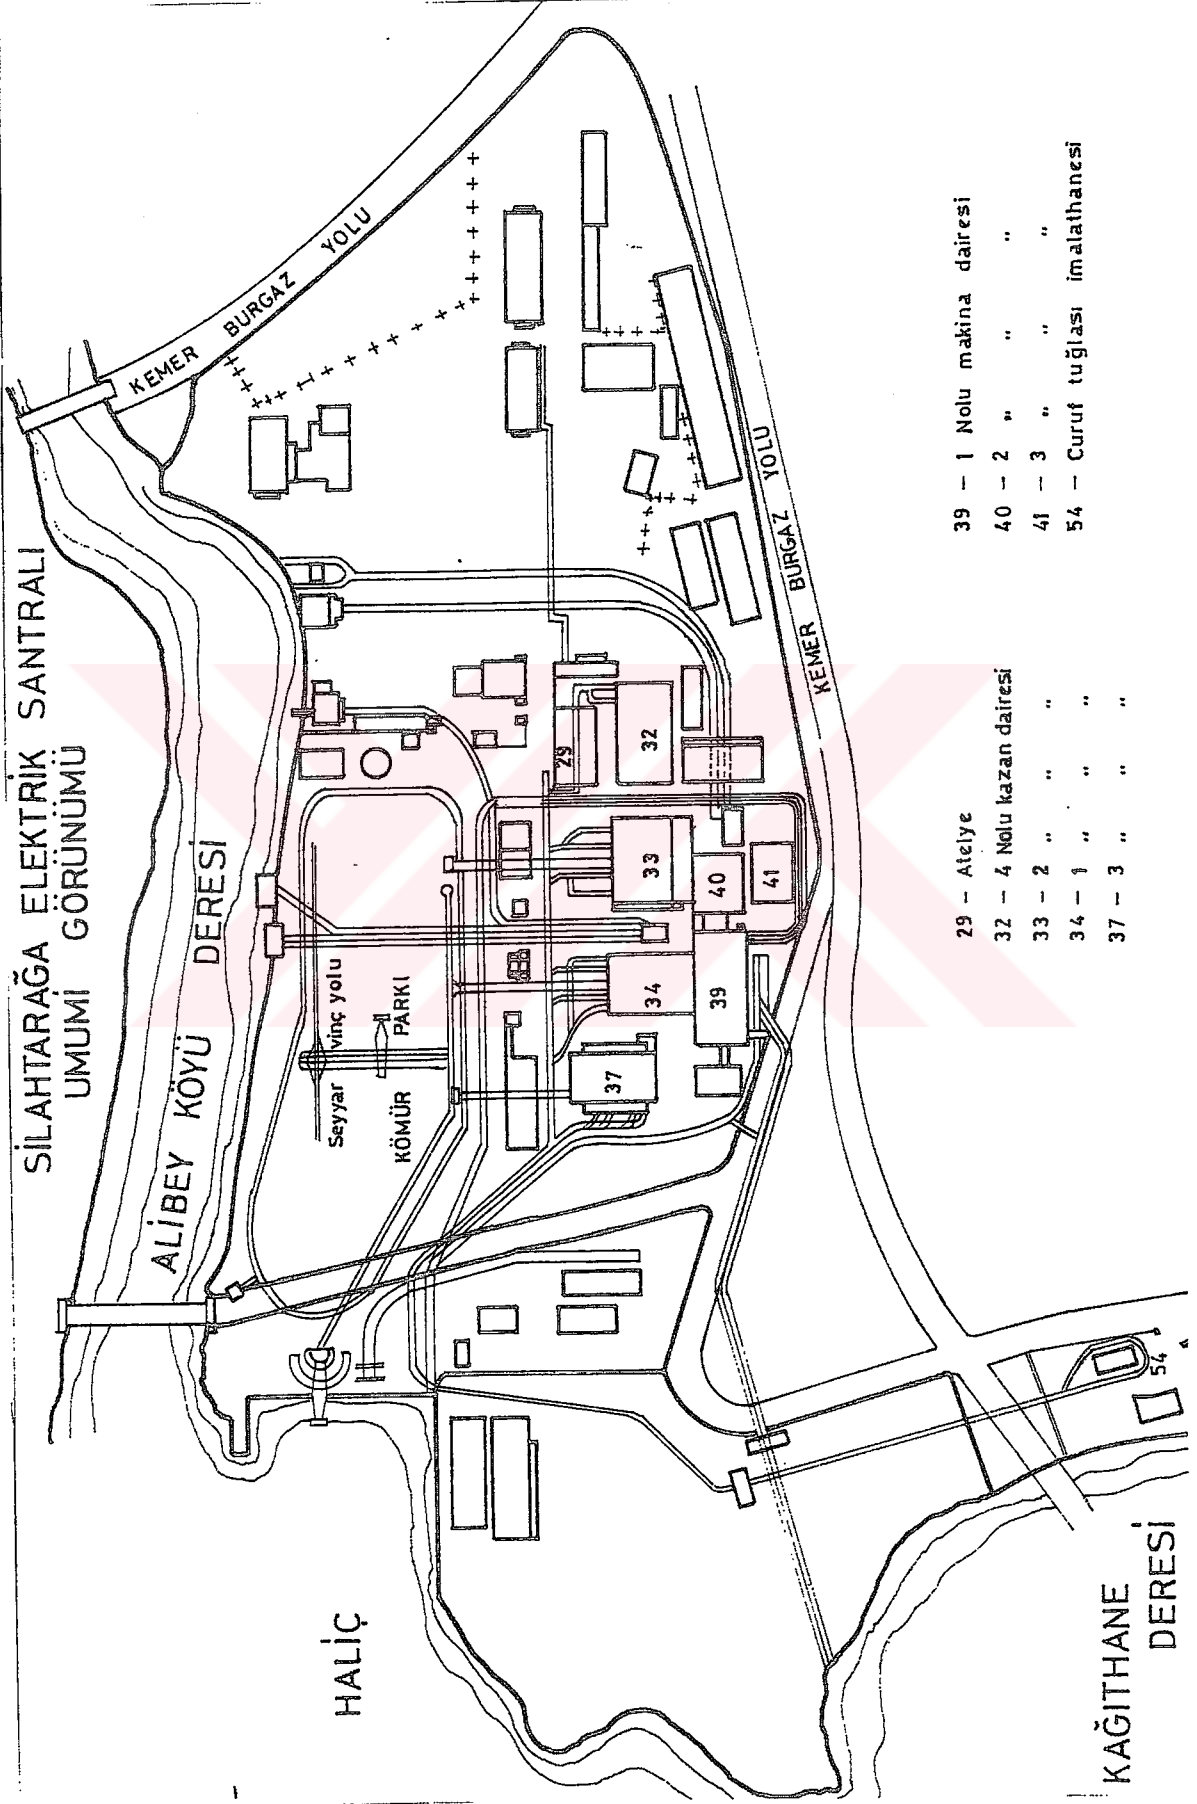 SİLAHTARAĞA ELEKTRİK SANTRALI
UMUMİ GÖRÜNÜMÜ
ALİBEY KÖYÜ DERESİ
KEMER BURGAZ YOLU
Seyyar vinç yolu
KÖMÜR PARKI
HALİÇ
29
32
33
34
37
39
40
41
KEMER BURGAZ YOLU
54
KAĞITHANE
DERESİ
29 – Atelye
32 – 4 Nolu kazan dairesi
33 – 2 " " "
34 – 1 " " "
37 – 3 " " "
39 – 1 Nolu makina dairesi
40 – 2 " " "
41 – 3 " " "
54 – Curuf tuğlası imalathanesi